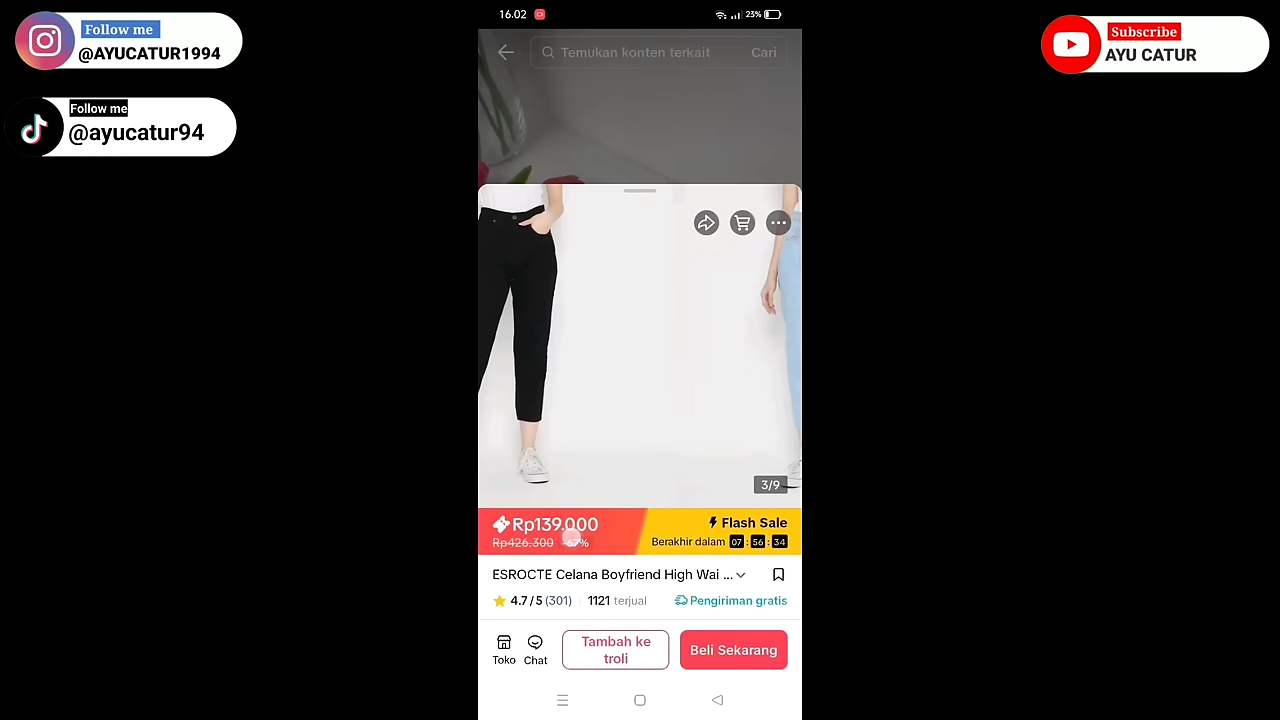 Follow me
@AYUCATUR1994
Follow me
@ayucatur94
Subscribe
AYU CATUR
16.02
23%
Temukan konten terkait
Cari
3/9
Rp139.000
Rp426.300 -67%
Flash Sale
Berakhir dalam 07 : 56 : 34
ESROCTE Celana Boyfriend High Wai ...
4.7 / 5 (301) 1121 terjual
Pengiriman gratis
Toko
Chat
Tambah ke
troli
Beli Sekarang